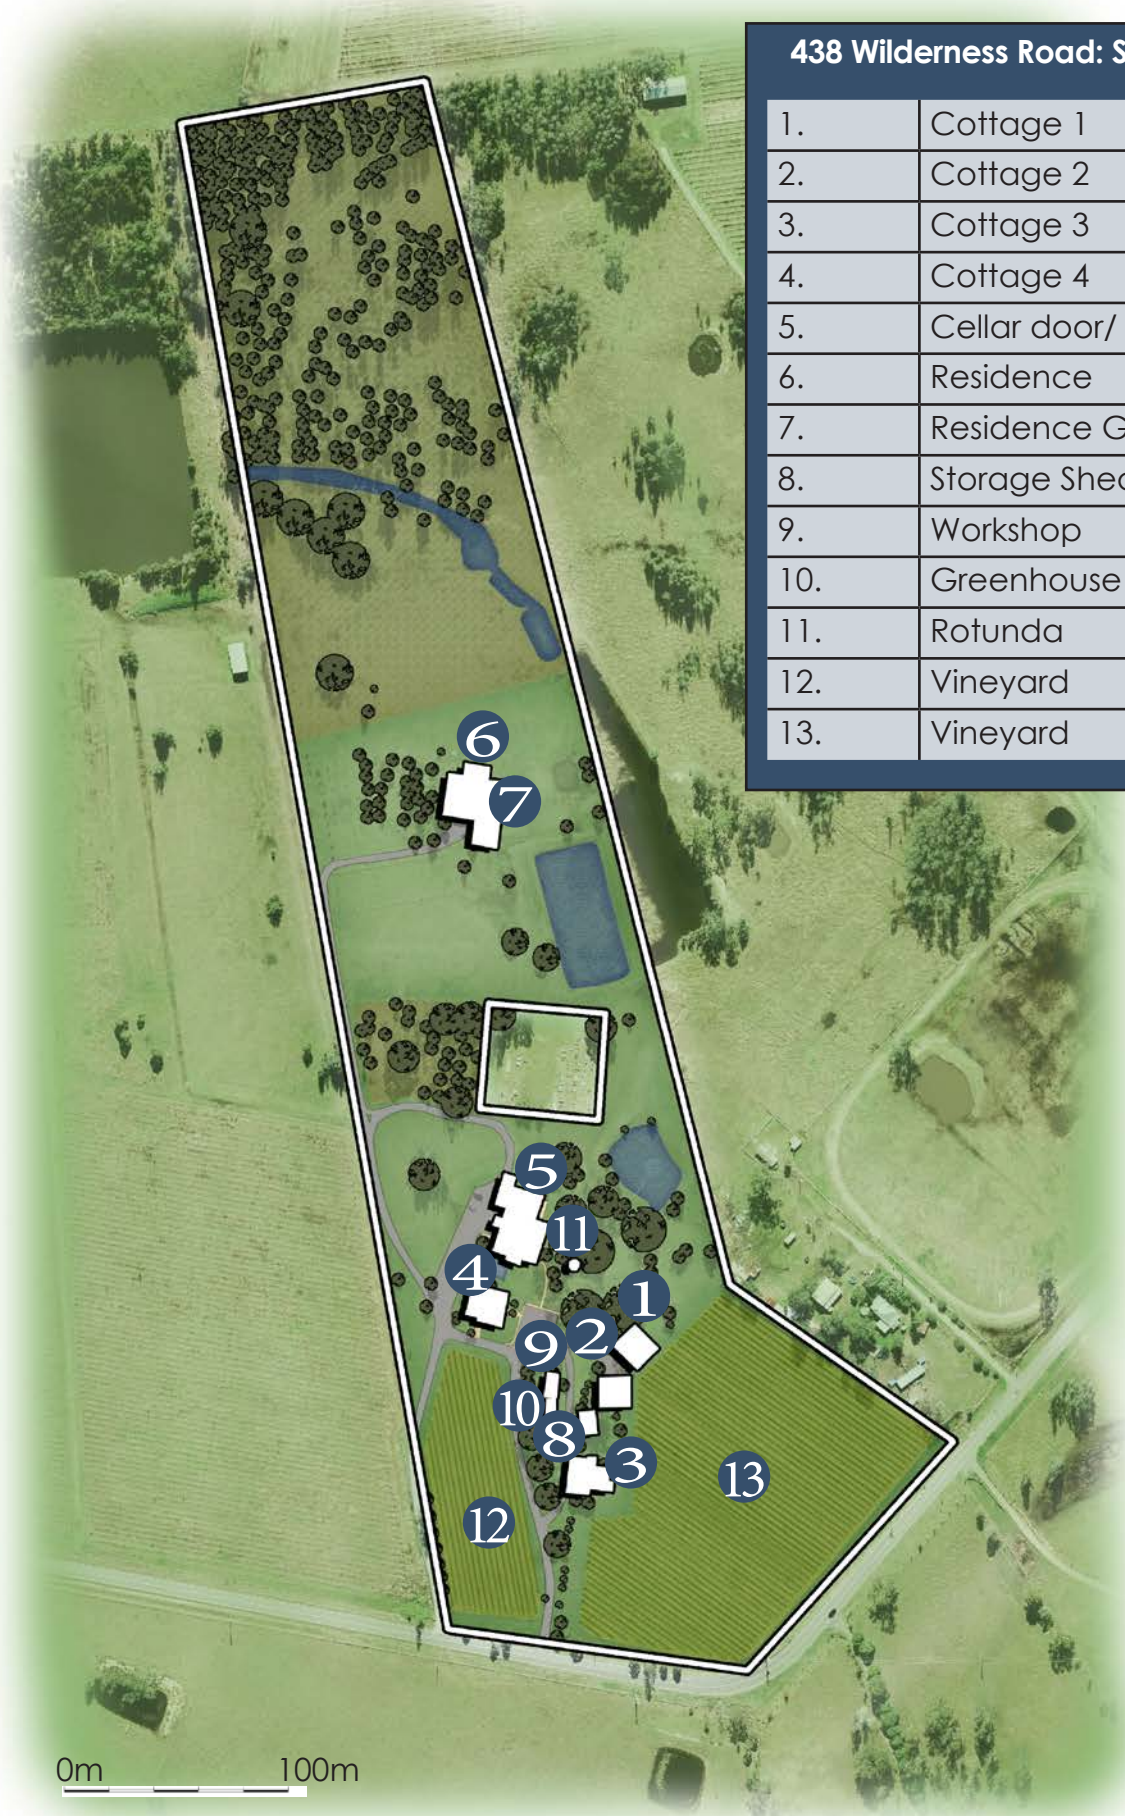 438 Wilderness Road: S
1. Cottage 1
2. Cottage 2
3. Cottage 3
4. Cottage 4
5. Cellar door/
6. Residence
7. Residence G
8. Storage Shed
9. Workshop
10. Greenhouse
11. Rotunda
12. Vineyard
13. Vineyard
6
7
5
11
4
1
2
9
10
8
3
13
12
0m 100m